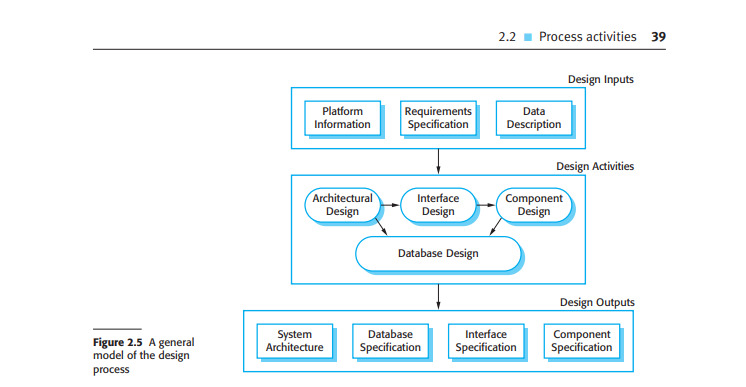 2.2 ■ Process activities 39
Design Inputs
Platform
Information
Requirements
Specification
Data
Description
Design Activities
Architectural
Design
Interface
Design
Component
Design
Database Design
Design Outputs
System
Architecture
Database
Specification
Interface
Specification
Component
Specification
Figure 2.5 A general
model of the design
process